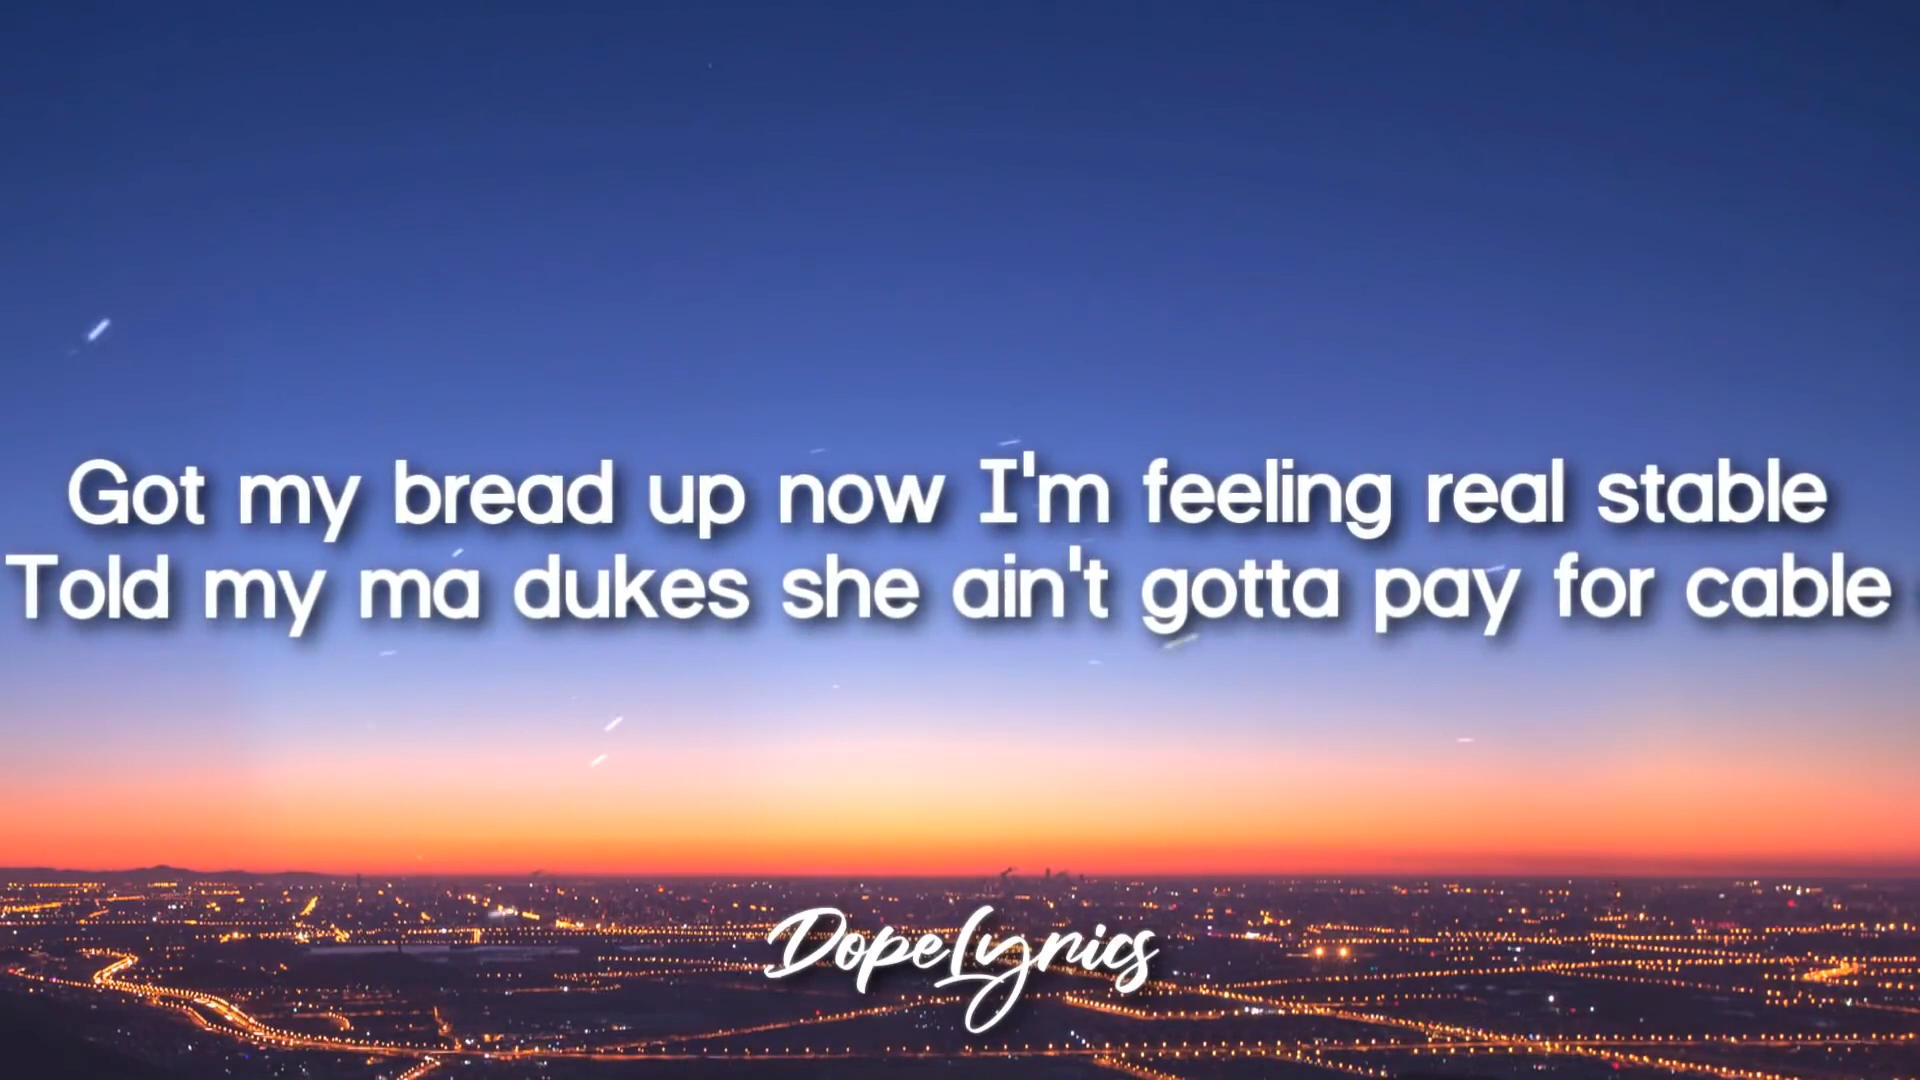 Got my bread up now I'm feeling real stable
Told my ma dukes she ain't gotta pay for cable
DopeLyrics